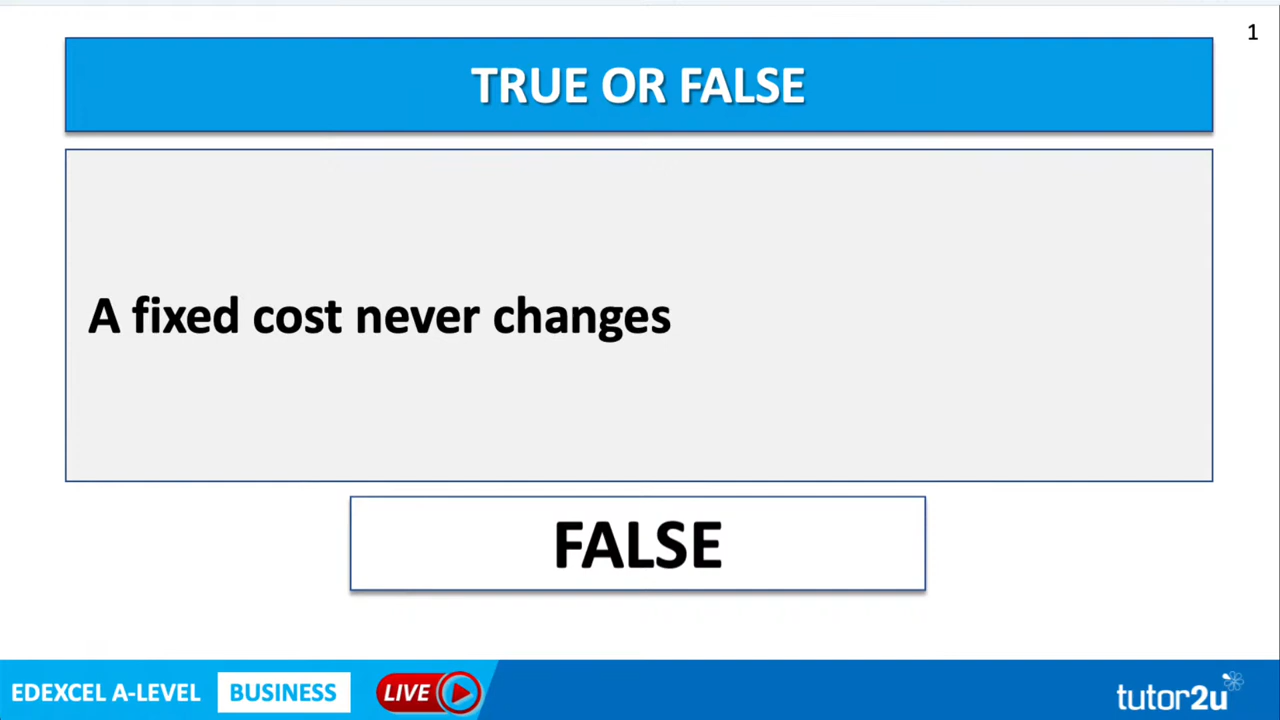 1
TRUE OR FALSE
A fixed cost never changes
FALSE
EDEXCEL A-LEVEL BUSINESS LIVE tutor2u